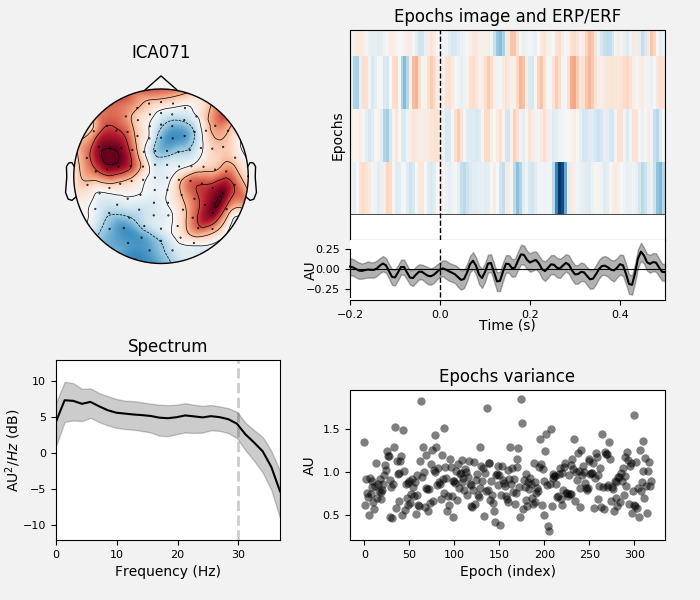 ICA071
Epochs image and ERP/ERF
Epochs
0.25
0.00
−0.25
AU
−0.2
0.0
0.2
0.4
Time (s)
Spectrum
10
5
0
−5
−10
AU²/Hz (dB)
0
10
20
30
Frequency (Hz)
Epochs variance
1.5
1.0
0.5
AU
0
50
100
150
200
250
300
Epoch (index)